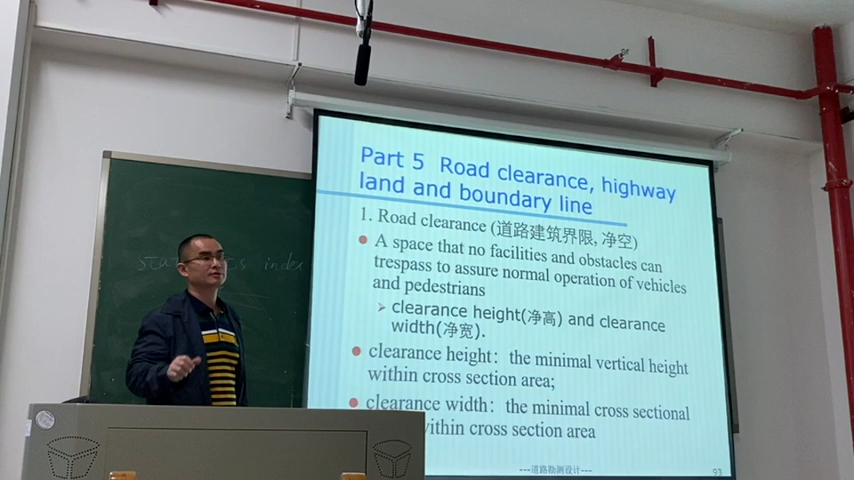 Part 5 Road clearance, highway
land and boundary line
1. Road clearance (道路建筑界限, 净空)
A space that no facilities and obstacles can
trespass to assure normal operation of vehicles
and pedestrians
clearance height(净高) and clearance
width(净宽).
clearance height：the minimal vertical height
within cross section area;
clearance width：the minimal cross sectional
within cross section area
---道路勘测设计---
93
index